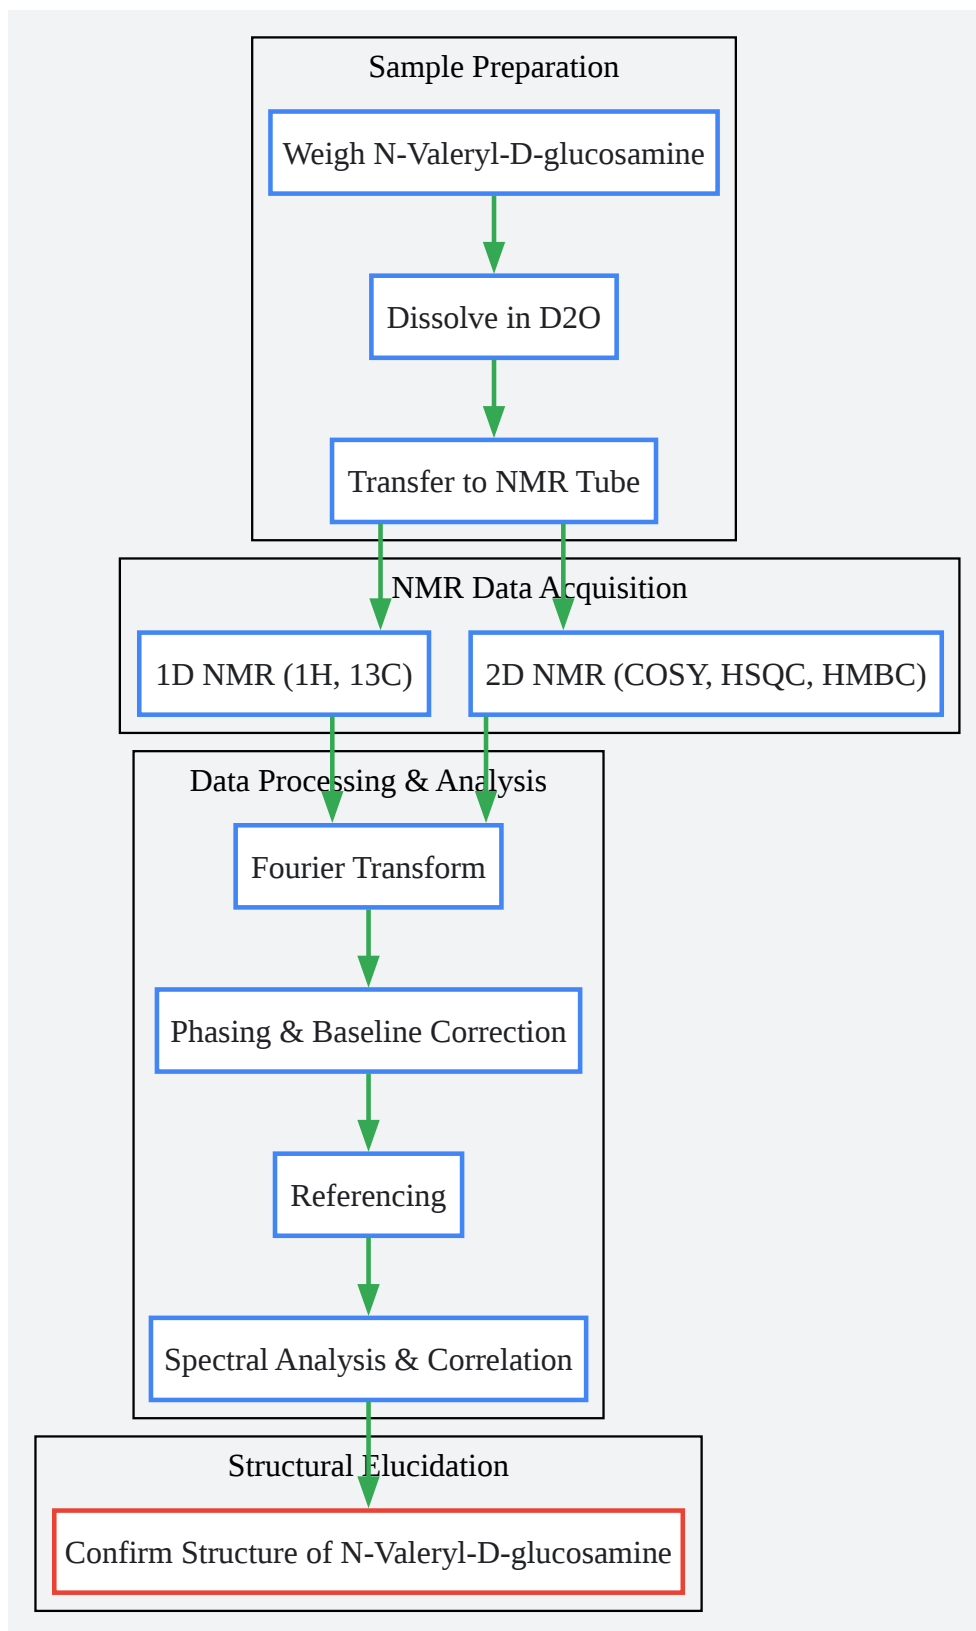 Sample Preparation
Weigh N-Valeryl-D-glucosamine
Dissolve in D2O
Transfer to NMR Tube
NMR Data Acquisition
1D NMR (1H, 13C)
2D NMR (COSY, HSQC, HMBC)
Data Processing & Analysis
Fourier Transform
Phasing & Baseline Correction
Referencing
Spectral Analysis & Correlation
Structural Elucidation
Confirm Structure of N-Valeryl-D-glucosamine